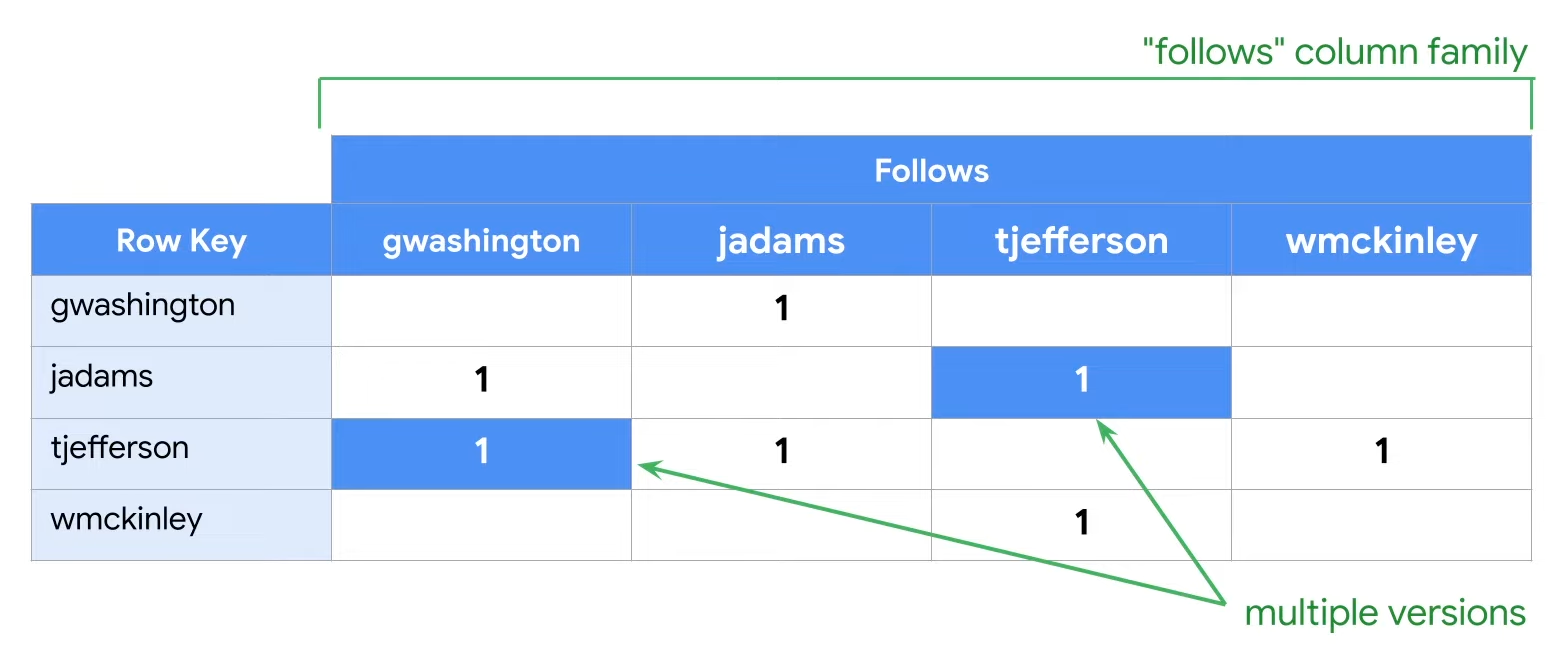 "follows" column family
Follows
Row Key gwashington jadams tjefferson wmckinley
gwashington 1
jadams 1 1
tjefferson 1 1 1
wmckinley 1
multiple versions